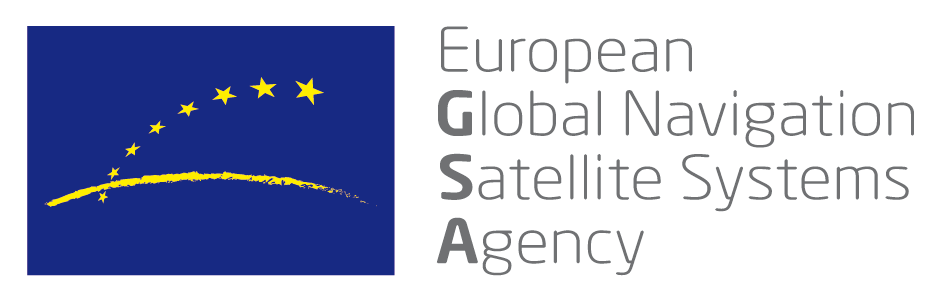 European
Global Navigation
Satellite Systems
Agency